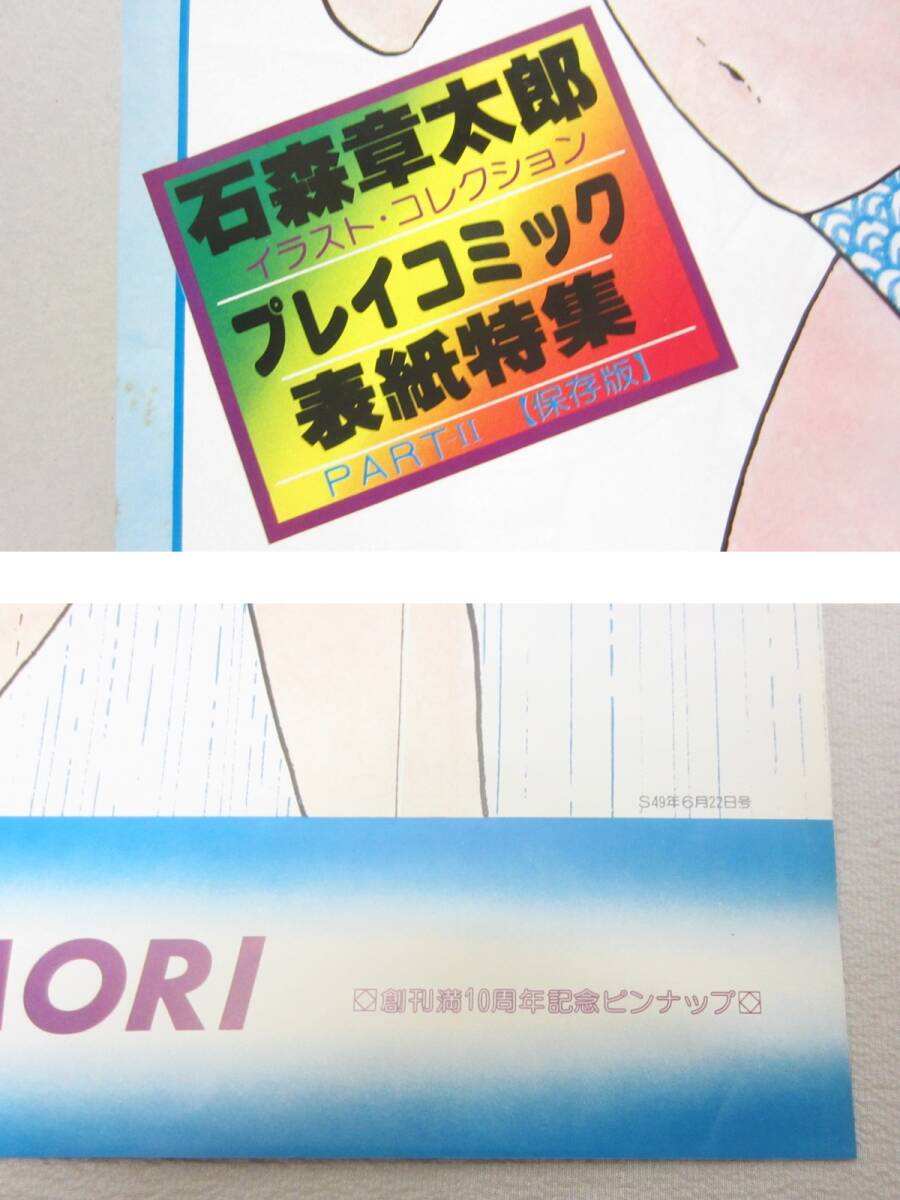 石森章太郎
イラスト・コレクション
プレイコミック
表紙特集
PART-II 【保存版】
S49年6月22日号
MORI
◇創刊満10周年記念ピンナップ◇